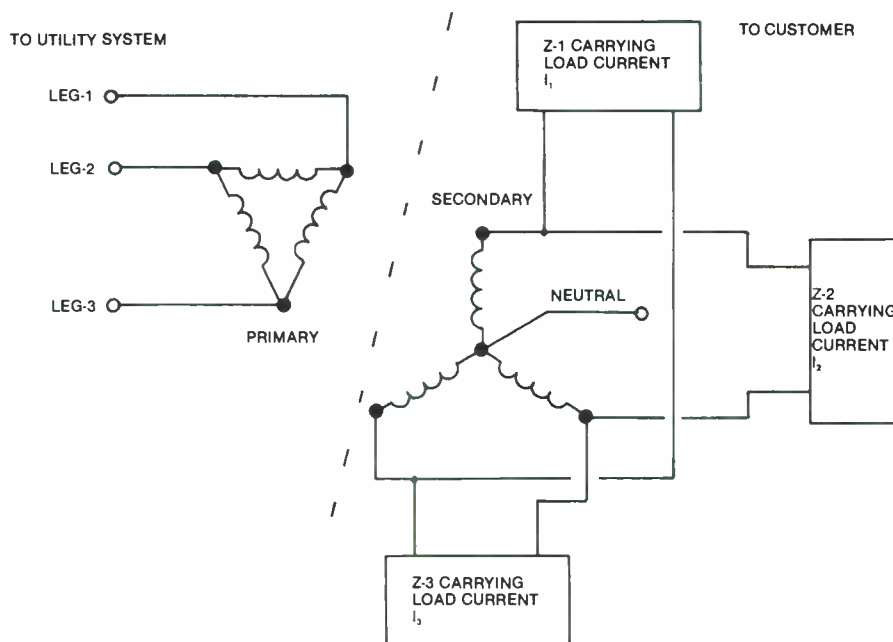 TO UTILITY SYSTEM
LEG-1
LEG-2
LEG-3
PRIMARY
Z-1 CARRYING
LOAD CURRENT
I₁
TO CUSTOMER
SECONDARY
NEUTRAL
Z-2
CARRYING
LOAD
CURRENT
I₂
Z-3 CARRYING
LOAD CURRENT
I₃